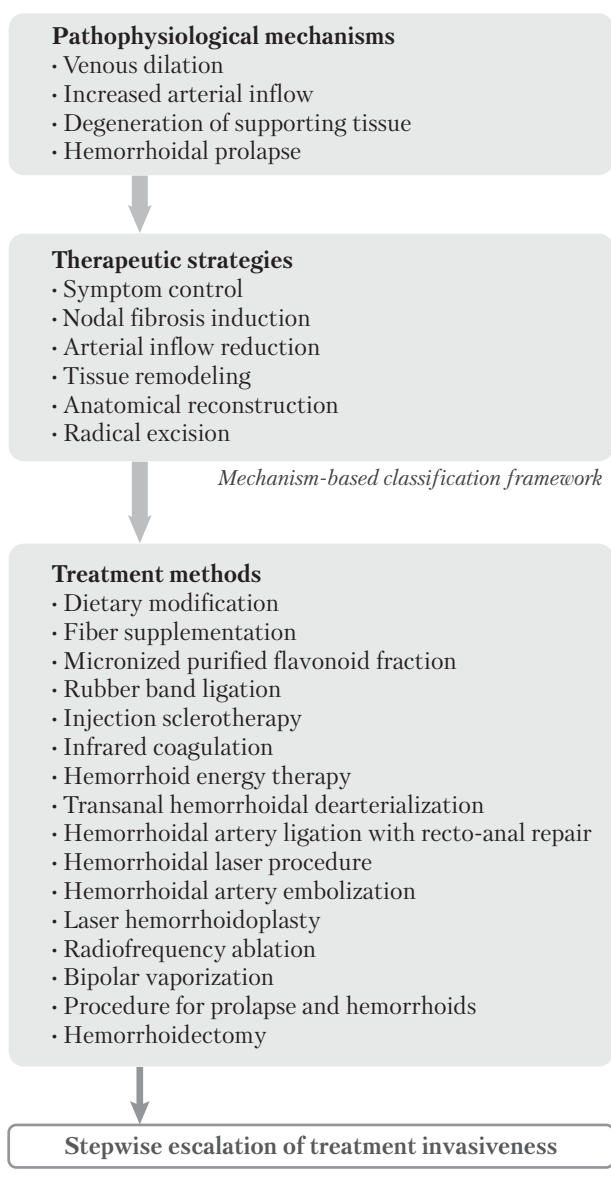 Pathophysiological mechanisms
· Venous dilation
· Increased arterial inflow
· Degeneration of supporting tissue
· Hemorrhoidal prolapse
Therapeutic strategies
· Symptom control
· Nodal fibrosis induction
· Arterial inflow reduction
· Tissue remodeling
· Anatomical reconstruction
· Radical excision
Mechanism-based classification framework
Treatment methods
· Dietary modification
· Fiber supplementation
· Micronized purified flavonoid fraction
· Rubber band ligation
· Injection sclerotherapy
· Infrared coagulation
· Hemorrhoid energy therapy
· Transanal hemorrhoidal dearterialization
· Hemorrhoidal artery ligation with recto-anal repair
· Hemorrhoidal laser procedure
· Hemorrhoidal artery embolization
· Laser hemorrhoidoplasty
· Radiofrequency ablation
· Bipolar vaporization
· Procedure for prolapse and hemorrhoids
· Hemorrhoidectomy
Stepwise escalation of treatment invasiveness